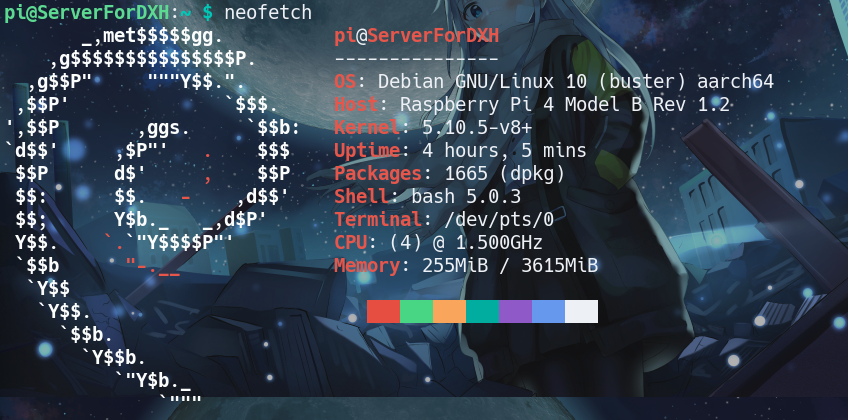 pi@ServerForDXH:~ $ neofetch
       _,met$$$$$gg.          pi@ServerForDXH
    ,g$$$$$$$$$$$$$$$P.       ---------------
  ,g$$P"     """Y$$.".        OS: Debian GNU/Linux 10 (buster) aarch64
 ,$$P'              `$$$.     Host: Raspberry Pi 4 Model B Rev 1.2
',$$P       ,ggs.     `$$b:   Kernel: 5.10.5-v8+
`d$$'     ,$P"'   .    $$$    Uptime: 4 hours, 5 mins
 $$P      d$'     ,    $$P    Packages: 1665 (dpkg)
 $$:      $$.   -    ,d$$'    Shell: bash 5.0.3
 $$;      Y$b._   _,d$P'      Terminal: /dev/pts/0
 Y$$.    `.`"Y$$$$P"'         CPU: (4) @ 1.500GHz
 `$$b      "-.__              Memory: 255MiB / 3615MiB
  `Y$$
   `Y$$.
     `$$b.
       `Y$$b.
          `"Y$b._
              `"""